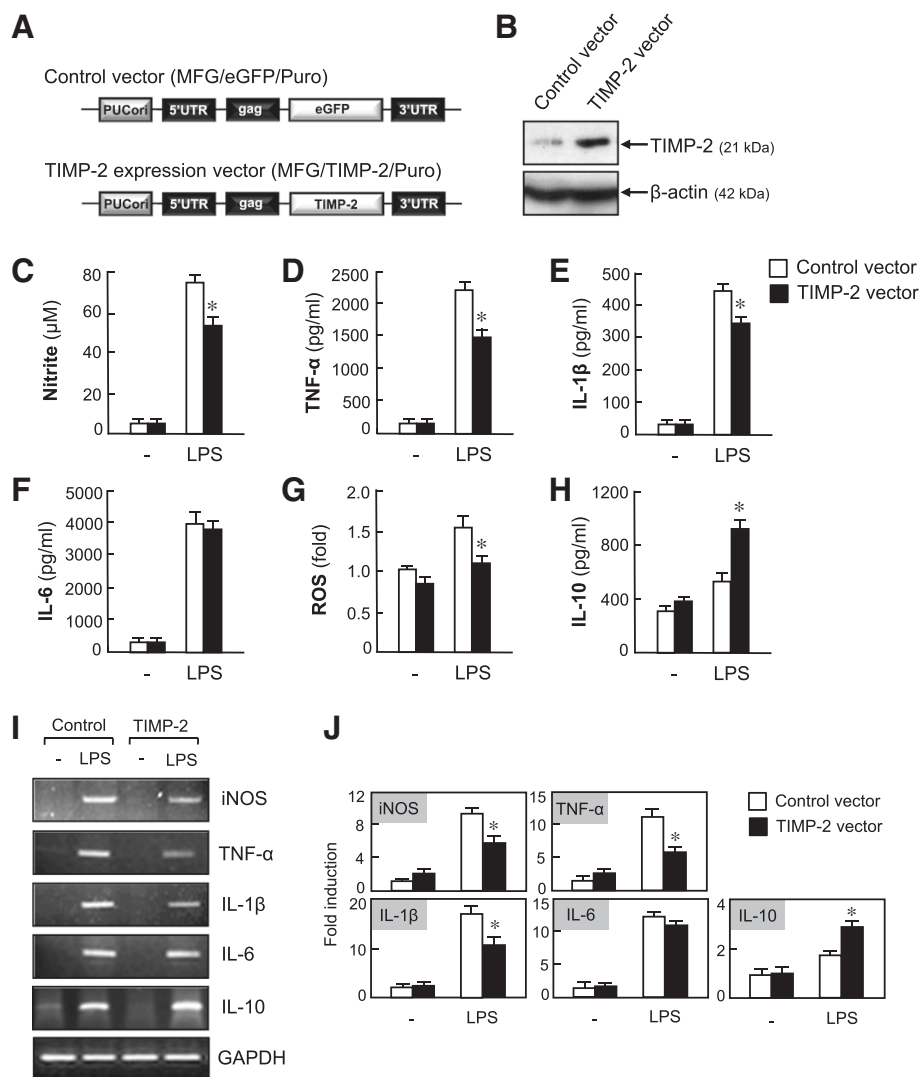 A
Control vector (MFG/eGFP/Puro)
PUCori 5'UTR gag eGFP 3'UTR
TIMP-2 expression vector (MFG/TIMP-2/Puro)
PUCori 5'UTR gag TIMP-2 3'UTR
B
Control vector
TIMP-2 vector
TIMP-2 (21 kDa)
β-actin (42 kDa)
C
Nitrite (µM)
80
60
40
20
0
- LPS
D
TNF-α (pg/ml)
2500
2000
1500
1000
500
0
- LPS
E
IL-1β (pg/ml)
500
400
300
200
100
0
- LPS
Control vector
TIMP-2 vector
*
*
*
F
IL-6 (pg/ml)
5000
4000
3000
2000
1000
0
- LPS
G
ROS (fold)
2.0
1.5
1.0
0.5
0
- LPS
*
H
IL-10 (pg/ml)
1200
800
400
0
- LPS
*
I
Control TIMP-2
- LPS - LPS
iNOS
TNF-α
IL-1β
IL-6
IL-10
GAPDH
J
Fold induction
iNOS
12
8
4
0
*
TNF-α
15
10
5
0
*
Control vector
TIMP-2 vector
IL-1β
20
10
0
*
- LPS
IL-6
15
10
5
0
- LPS
IL-10
4
2
0
*
- LPS